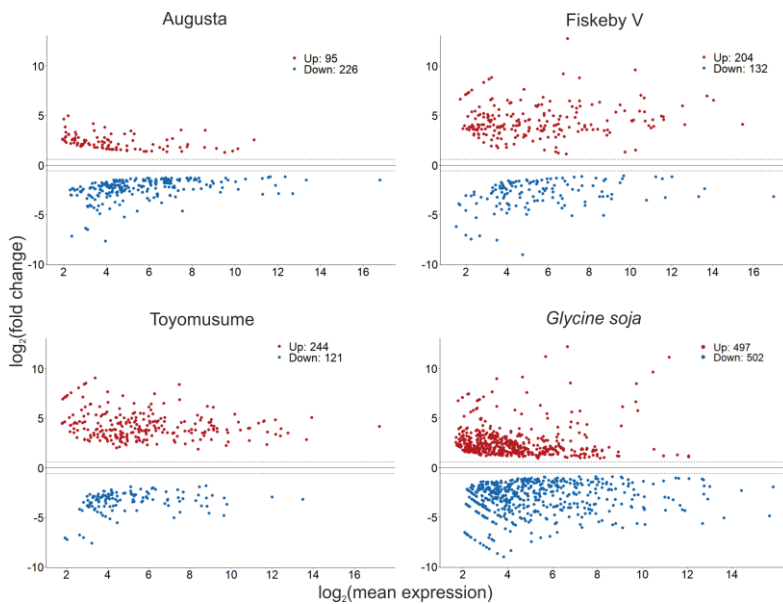 Augusta
Up: 95
Down: 226
10
5
0
-5
-10
2 4 6 8 10 12 14 16
Fiskeby V
Up: 204
Down: 132
10
5
0
-5
-10
2 4 6 8 10 12 14 16
Toyomusume
Up: 244
Down: 121
10
5
0
-5
-10
2 4 6 8 10 12 14 16
Glycine soja
Up: 497
Down: 502
10
5
0
-5
-10
2 4 6 8 10 12 14
log₂(fold change)
log₂(mean expression)